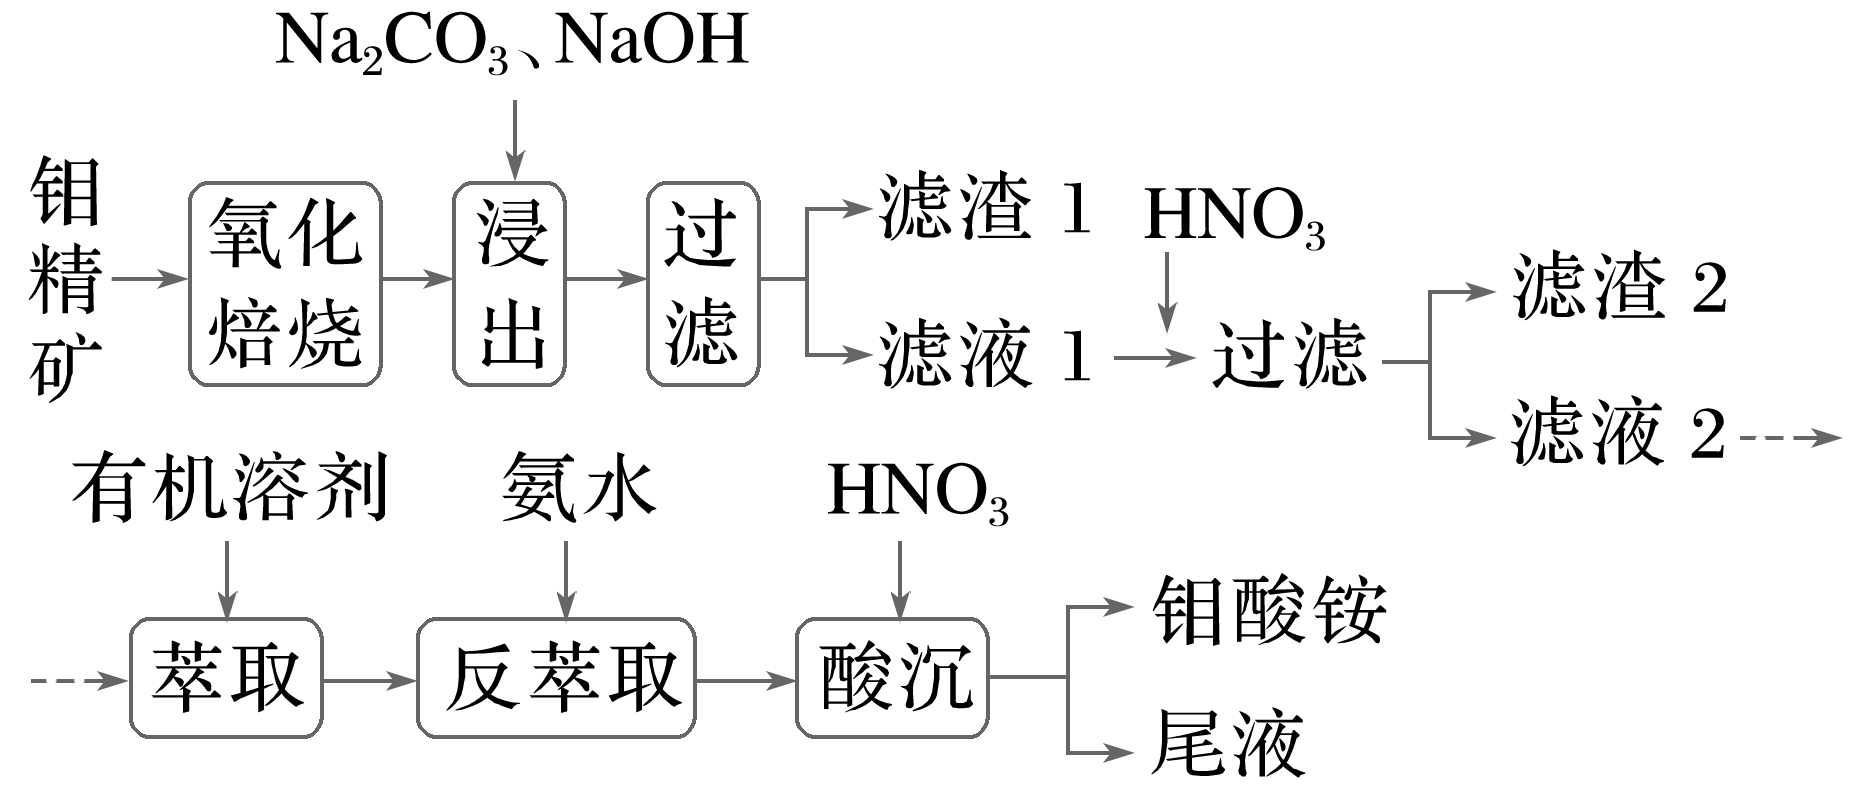 Na₂CO₃、NaOH
钼精矿
氧化焙烧
浸出
过滤
滤渣 1
滤液 1
HNO₃
过滤
滤渣 2
滤液 2
有机溶剂
氨水
HNO₃
萃取
反萃取
酸沉
钼酸铵
尾液